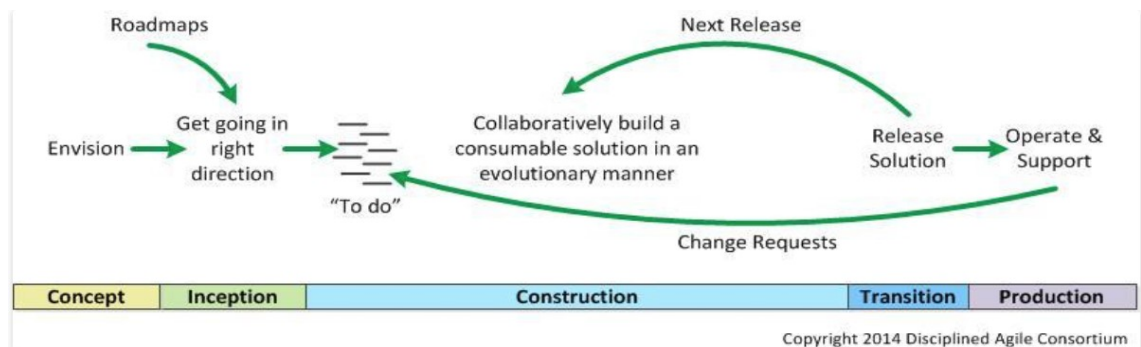 Roadmaps
Next Release
Envision
Get going in
right
direction
"To do"
Collaboratively build a
consumable solution in an
evolutionary manner
Release
Solution
Operate &
Support
Change Requests
Concept
Inception
Construction
Transition
Production
Copyright 2014 Disciplined Agile Consortium